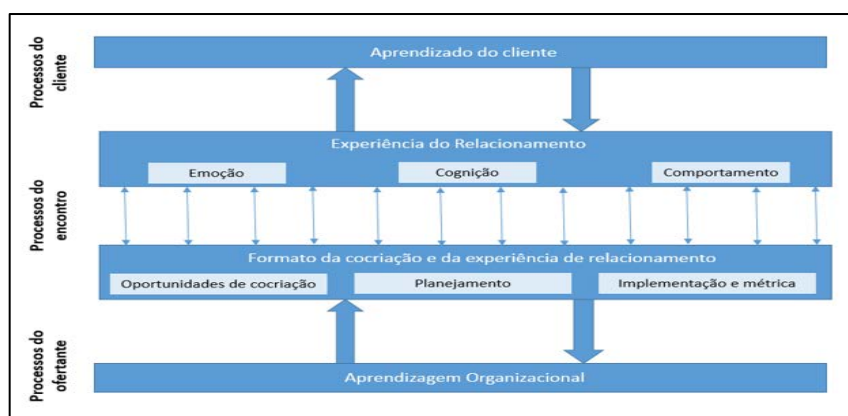 Processos do
cliente
Aprendizado do cliente
Experiência do Relacionamento
Emoção
Cognição
Comportamento
Processos do
encontro
Formato da cocriação e da experiência de relacionamento
Oportunidades de cocriação
Planejamento
Implementação e métrica
Processos do
ofertante
Aprendizagem Organizacional